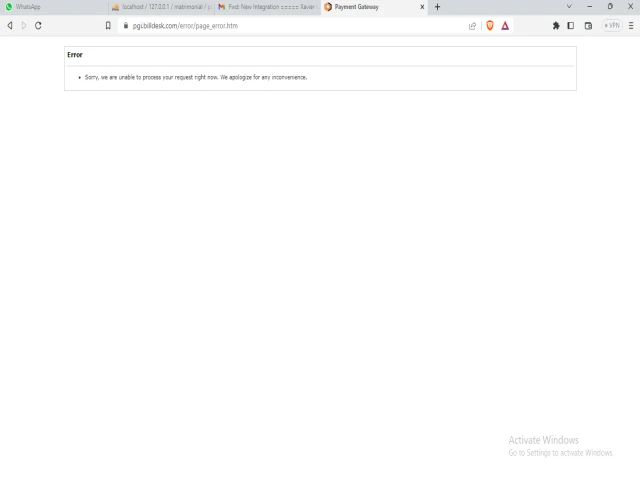 WhatsApp
localhost / 127.0.0.1 / matrimonial / p
Fwd: New Integration ===== Xavier
Payment Gateway
pgi.billdesk.com/error/page_error.htm
VPN
Error
Sorry, we are unable to process your request right now. We apologize for any inconvenience.
Activate Windows
Go to Settings to activate Windows.